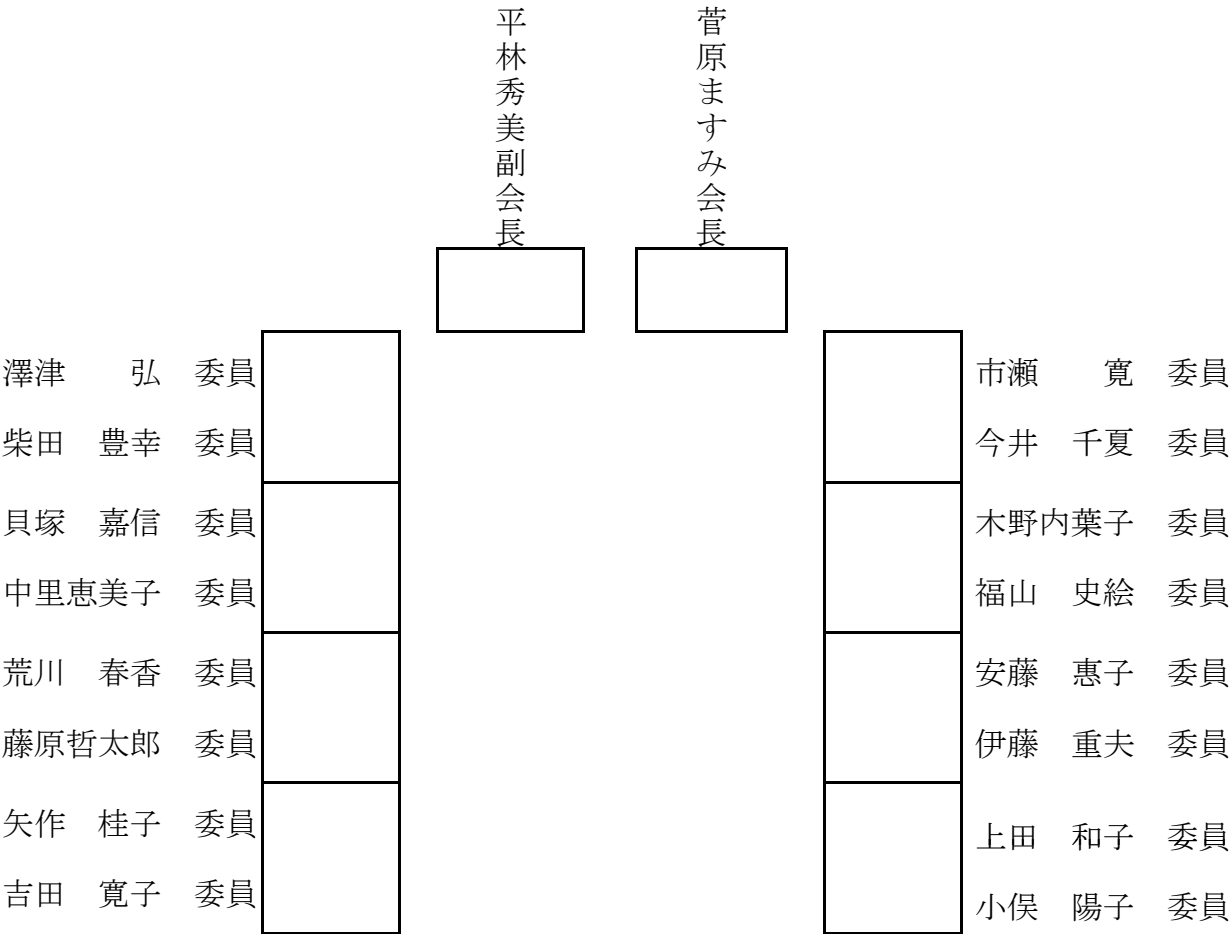 菅原ますみ会長
平林秀美副会長
澤津　　弘　委員
柴田　豊幸　委員
貝塚　嘉信　委員
中里恵美子　委員
荒川　春香　委員
藤原哲太郎　委員
矢作　桂子　委員
吉田　寛子　委員
市瀬　　寛　委員
今井　千夏　委員
木野内葉子　委員
福山　史絵　委員
安藤　惠子　委員
伊藤　重夫　委員
上田　和子　委員
小俣　陽子　委員